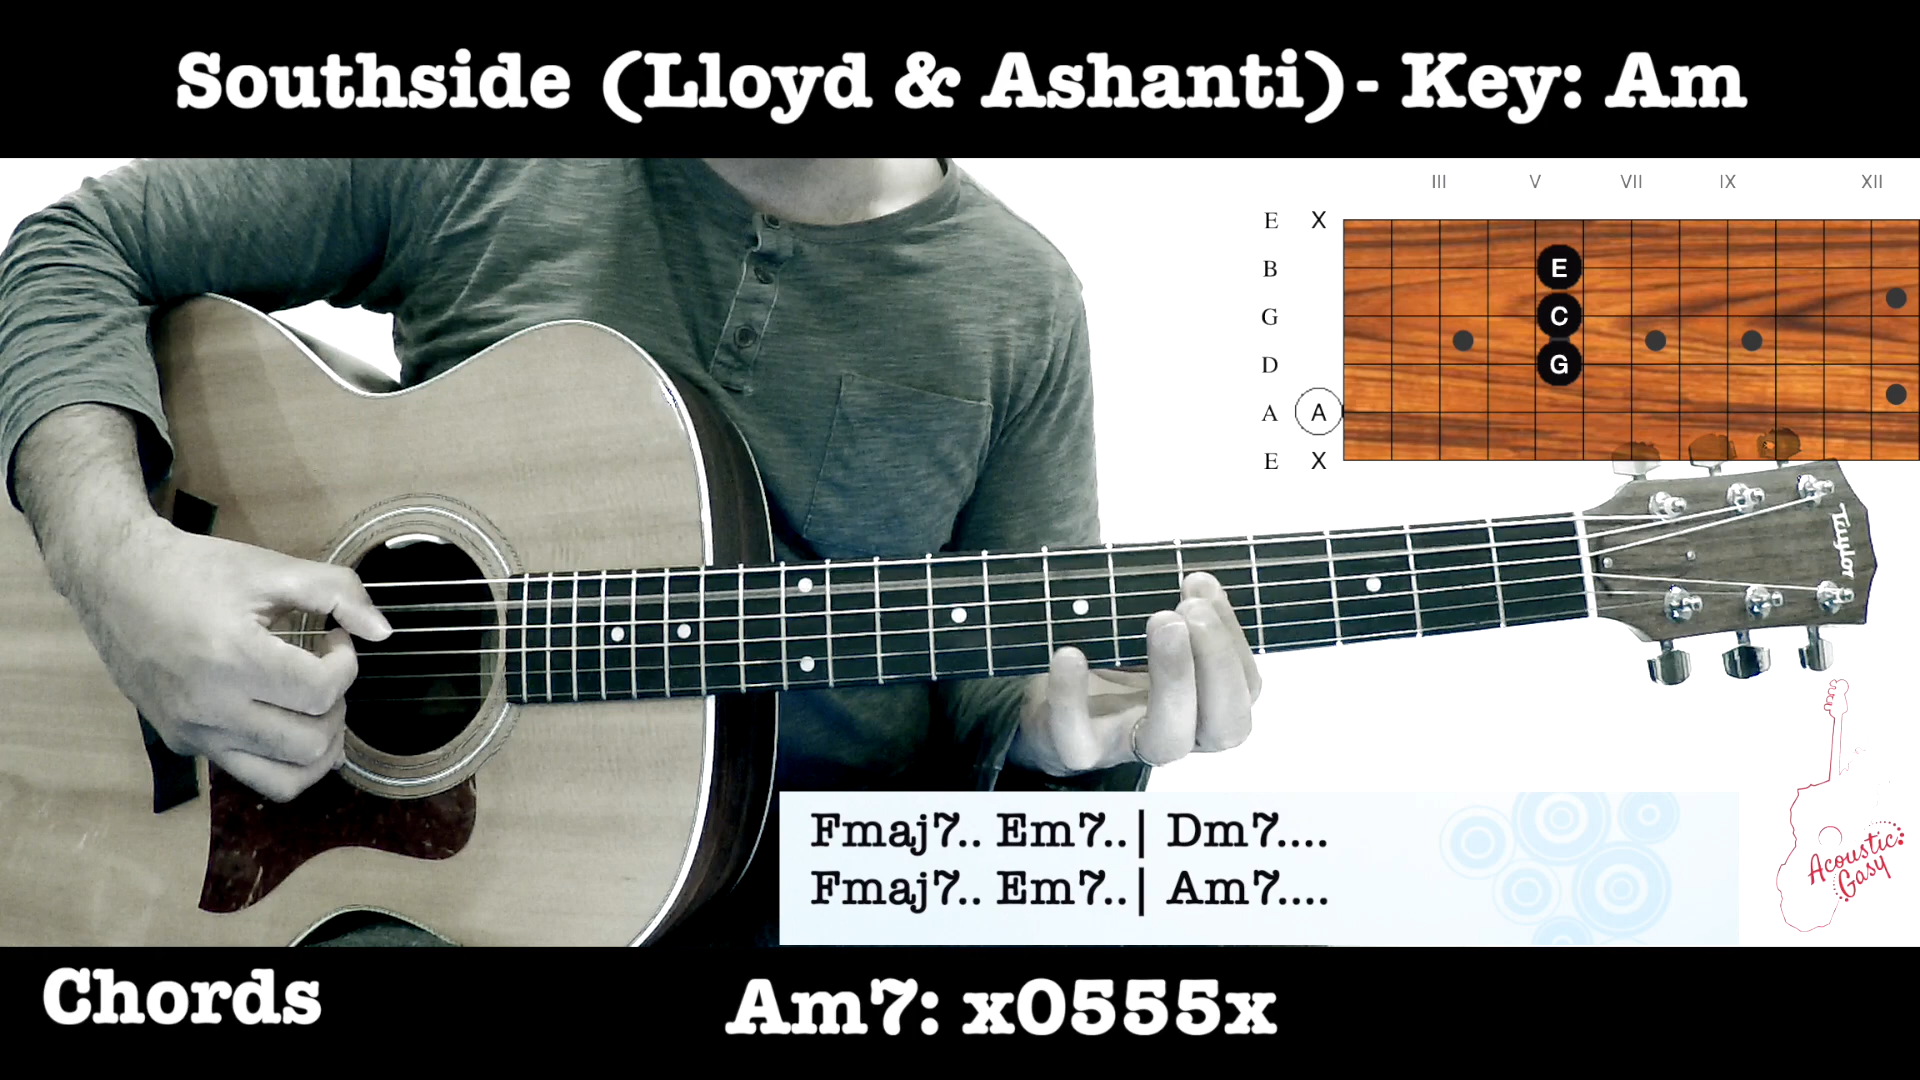 Southside (Lloyd & Ashanti)- Key: Am
III V VII IX XII
E X
B E
G C
D G
A A
E X
Taylor
Fmaj7.. Em7..| Dm7....
Fmaj7.. Em7..| Am7....
Acoustic
Gasy
Chords
Am7: x0555x